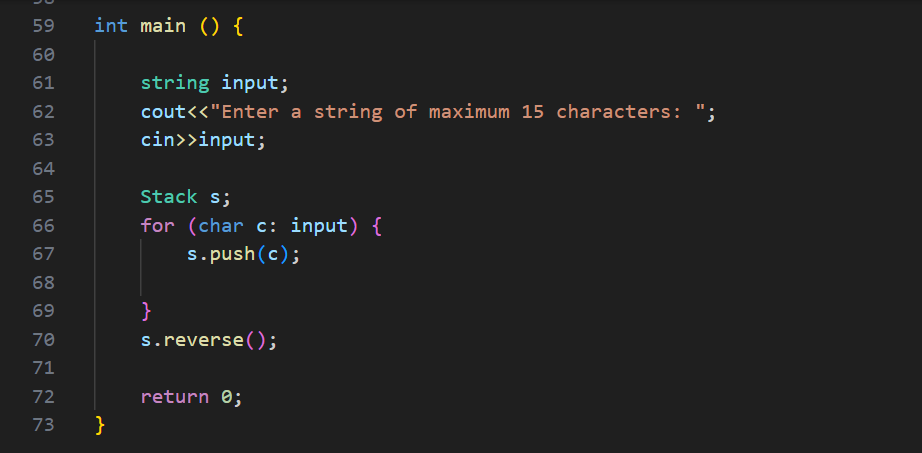 59 int main () {
60
61 string input;
62 cout<<"Enter a string of maximum 15 characters: ";
63 cin>>input;
64
65 Stack s;
66 for (char c: input) {
67 s.push(c);
68
69 }
70 s.reverse();
71
72 return 0;
73 }